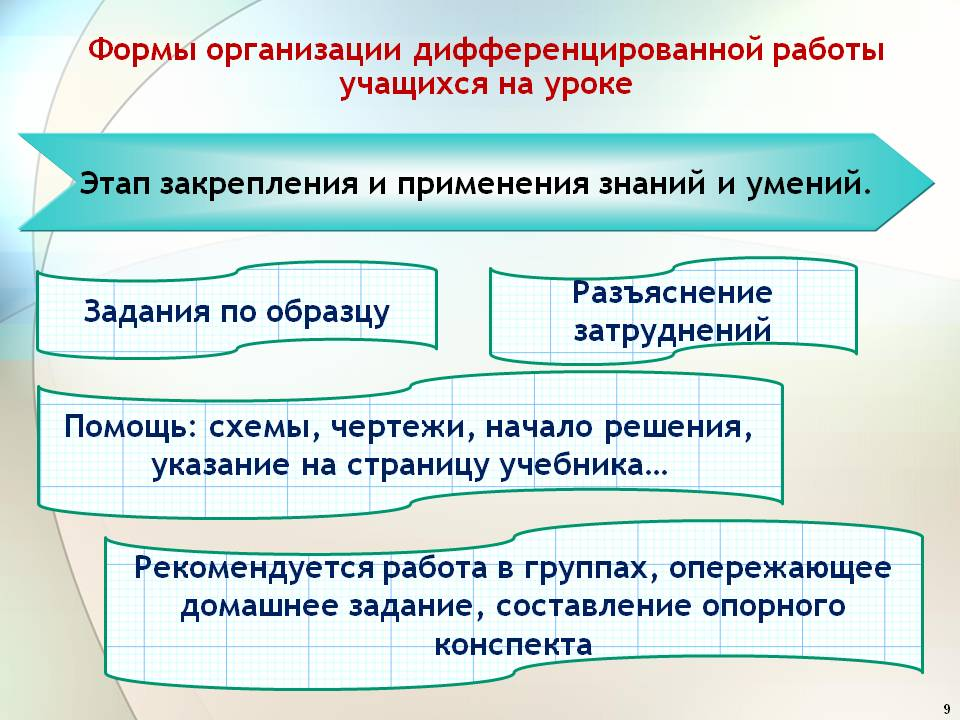 Формы организации дифференцированной работы
учащихся на уроке
Этап закрепления и применения знаний и умений.
Задания по образцу
Разъяснение
затруднений
Помощь: схемы, чертежи, начало решения,
указание на страницу учебника…
Рекомендуется работа в группах, опережающее
домашнее задание, составление опорного
конспекта
9